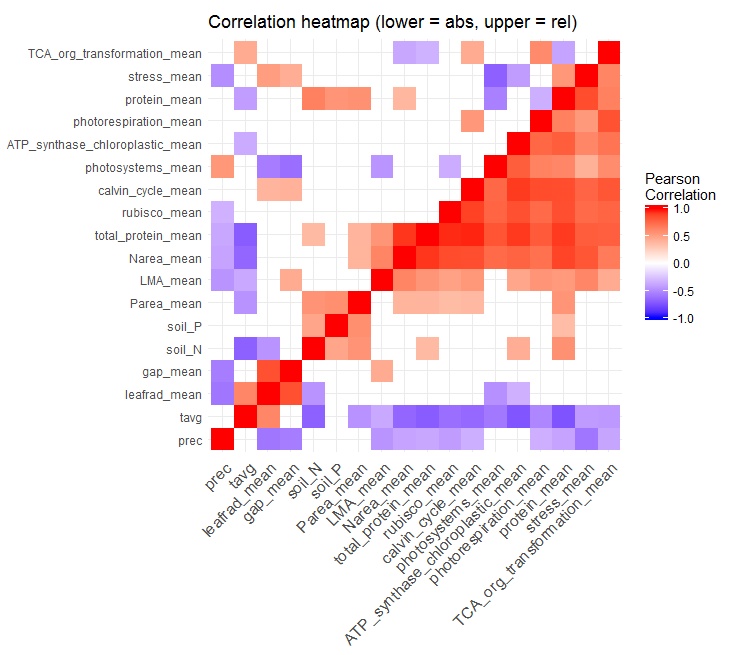 Correlation heatmap (lower = abs, upper = rel)
TCA_org_transformation_mean
stress_mean
protein_mean
photorespiration_mean
ATP_synthase_chloroplastic_mean
photosystems_mean
calvin_cycle_mean
rubisco_mean
total_protein_mean
Narea_mean
LMA_mean
Parea_mean
soil_P
soil_N
gap_mean
leafrad_mean
tavg
prec
prec
tavg
leafrad_mean
gap_mean
soil_N
soil_P
Parea_mean
LMA_mean
Narea_mean
total_protein_mean
rubisco_mean
calvin_cycle_mean
photosystems_mean
ATP_synthase_chloroplastic_mean
photorespiration_mean
protein_mean
stress_mean
TCA_org_transformation_mean
Pearson
Correlation
1.0
0.5
0.0
-0.5
-1.0